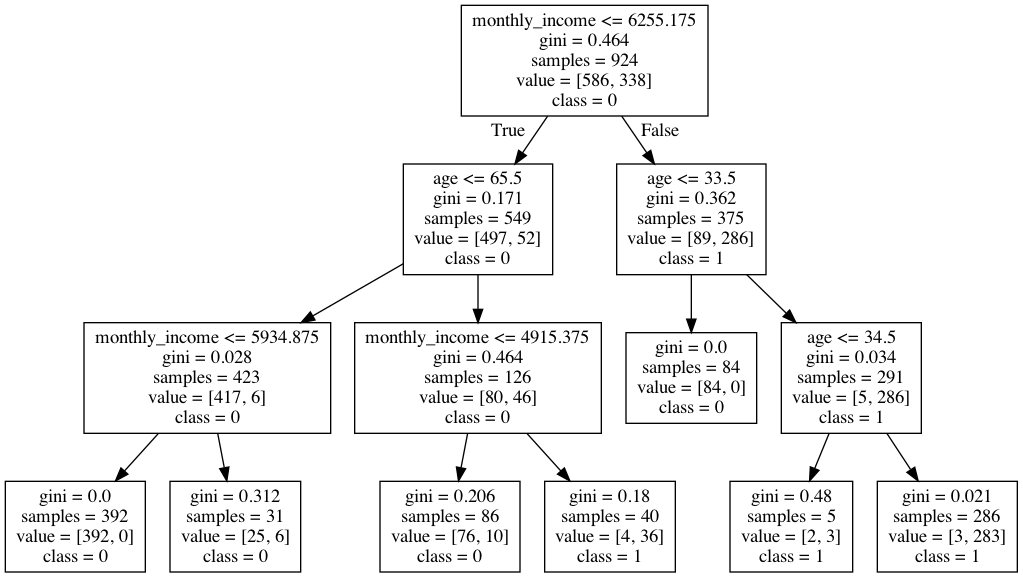 monthly_income <= 6255.175
gini = 0.464
samples = 924
value = [586, 338]
class = 0
True
False
age <= 65.5
gini = 0.171
samples = 549
value = [497, 52]
class = 0
age <= 33.5
gini = 0.362
samples = 375
value = [89, 286]
class = 1
monthly_income <= 5934.875
gini = 0.028
samples = 423
value = [417, 6]
class = 0
monthly_income <= 4915.375
gini = 0.464
samples = 126
value = [80, 46]
class = 0
gini = 0.0
samples = 84
value = [84, 0]
class = 0
age <= 34.5
gini = 0.034
samples = 291
value = [5, 286]
class = 1
gini = 0.0
samples = 392
value = [392, 0]
class = 0
gini = 0.312
samples = 31
value = [25, 6]
class = 0
gini = 0.206
samples = 86
value = [76, 10]
class = 0
gini = 0.18
samples = 40
value = [4, 36]
class = 1
gini = 0.48
samples = 5
value = [2, 3]
class = 1
gini = 0.021
samples = 286
value = [3, 283]
class = 1